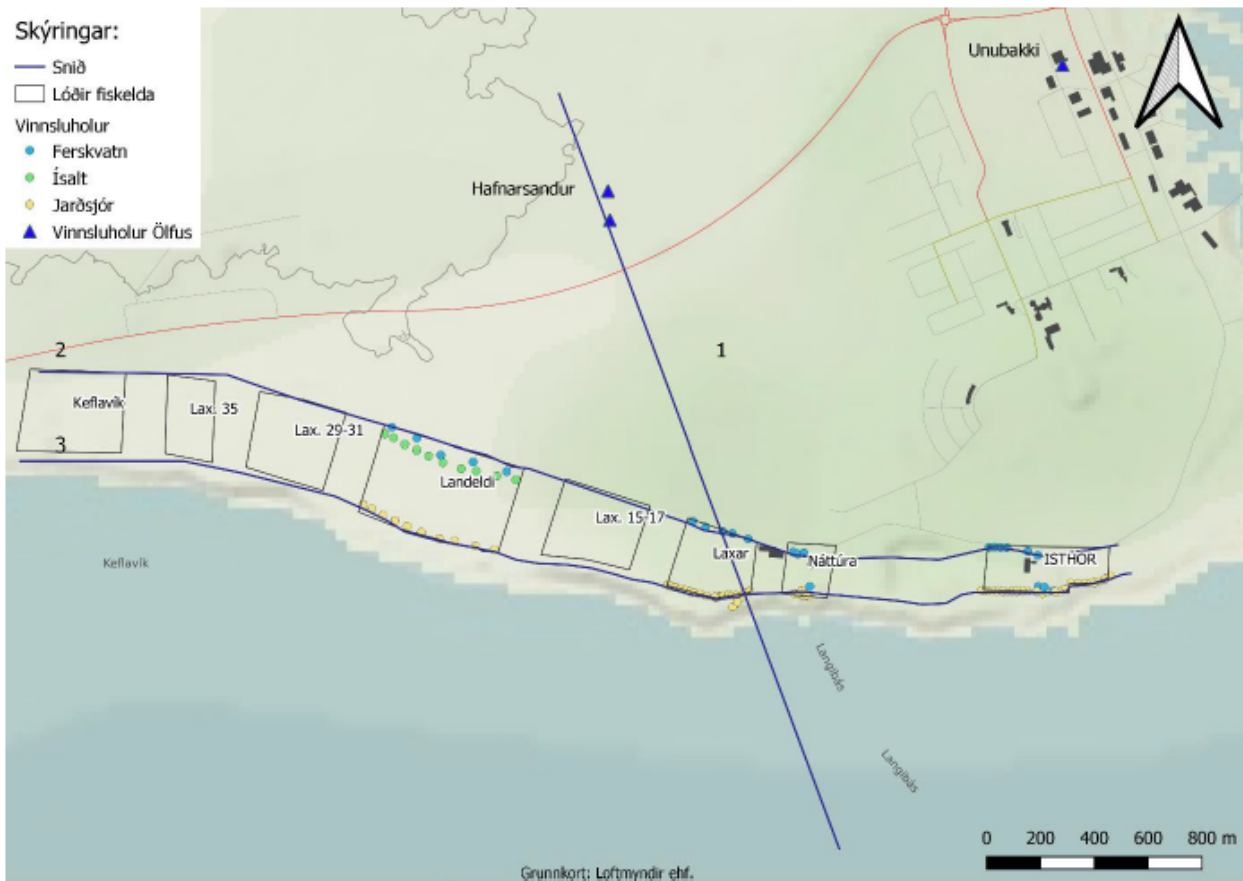 Skýringar:
Snið
Lóðir fiskelda
Vinnsluholur
Ferskvatn
Ísalt
Jarðsjór
Vinnsluholur Ölfus
Unubakki
Hafnarsandur
1
2
Keflavík
Lax. 35
Lax. 29-31
3
Landeldi
Lax. 15-17
Laxar
Náttúra
ISTHOR
Keflavík
Langibás
Langibás
0 200 400 600 800 m
Grunnkort: Loftmyndir ehf.